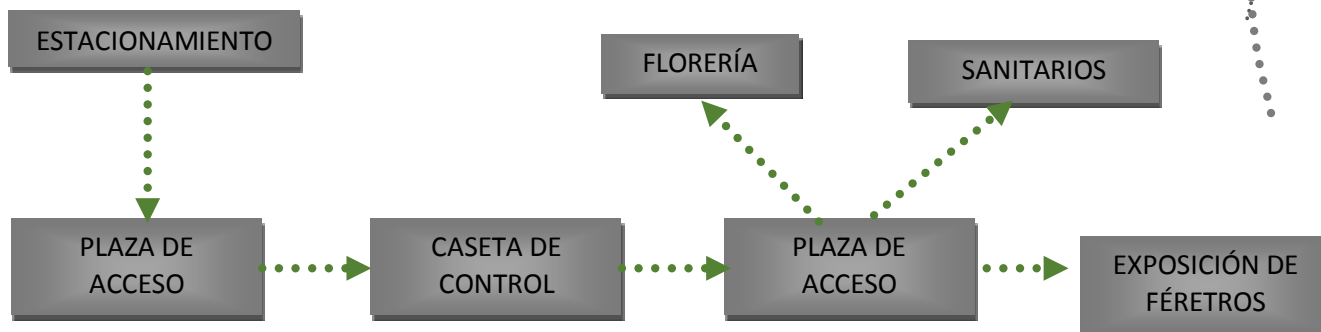 ESTACIONAMIENTO
FLORERÍA
SANITARIOS
PLAZA DE
ACCESO
CASETA DE
CONTROL
PLAZA DE
ACCESO
EXPOSICIÓN DE
FÉRETROS